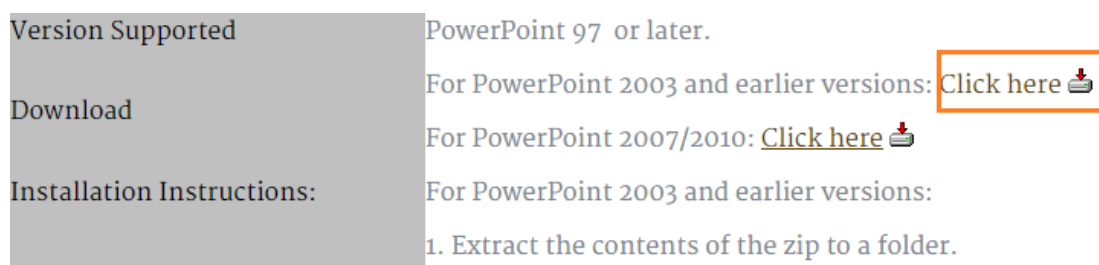 Version Supported PowerPoint 97 or later.
For PowerPoint 2003 and earlier versions: Click here
Download
For PowerPoint 2007/2010: Click here
Installation Instructions: For PowerPoint 2003 and earlier versions:
1. Extract the contents of the zip to a folder.